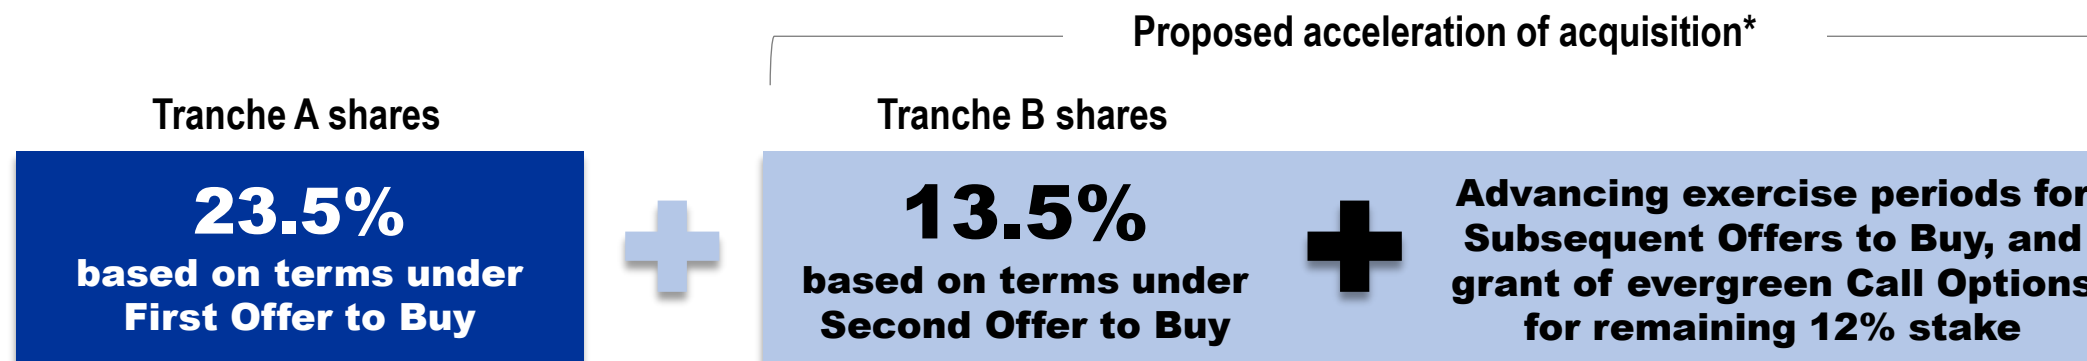 Proposed acceleration of acquisition*
Tranche A shares
23.5%
based on terms under
First Offer to Buy
Tranche B shares
13.5%
based on terms under
Second Offer to Buy
Advancing exercise periods for
Subsequent Offers to Buy, and
grant of evergreen Call Options
for remaining 12% stake